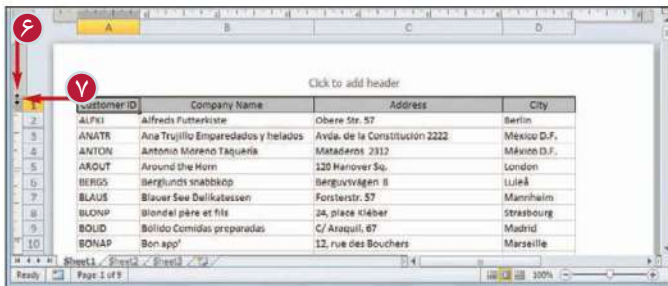 ۶
A B C D
۷
Click to add header
1 Customer ID Company Name Address City
2 ALFKI Alfreds Futterkiste Obere Str. 57 Berlin
3 ANATR Ana Trujillo Emparedados y helados Avda. de la Constitución 2222 México D.F.
4 ANTON Antonio Moreno Taquería Mataderos 2312 México D.F.
5 AROUT Around the Horn 120 Hanover Sq. London
6 BERGS Berglunds snabbköp Berguvsvägen 8 Luleå
7 BLAUS Blauer See Delikatessen Forsterstr. 57 Mannheim
8 BLONP Blondel père et fils 24, place Kléber Strasbourg
9 BOLID Bólido Comidas preparadas C/ Araquil, 67 Madrid
10 BONAP Bon app' 12, rue des Bouchers Marseille
Sheet1 Sheet2 Sheet3
Ready Page 1 of 9 100%